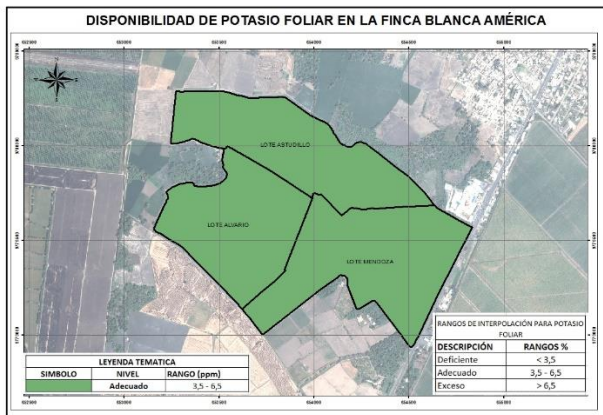 DISPONIBILIDAD DE POTASIO FOLIAR EN LA FINCA BLANCA AMÉRICA
LOTE ASTUDILLO
LOTE ALVARIO
LOTE MENDOZA
LEYENDA TEMATICA
SIMBOLO NIVEL RANGO (ppm)
Adecuado 3,5 - 6,5
RANGOS DE INTERPOLACIÓN PARA POTASIO
FOLIAR
DESCRIPCIÓN RANGOS %
Deficiente < 3,5
Adecuado 3,5 - 6,5
Exceso > 6,5